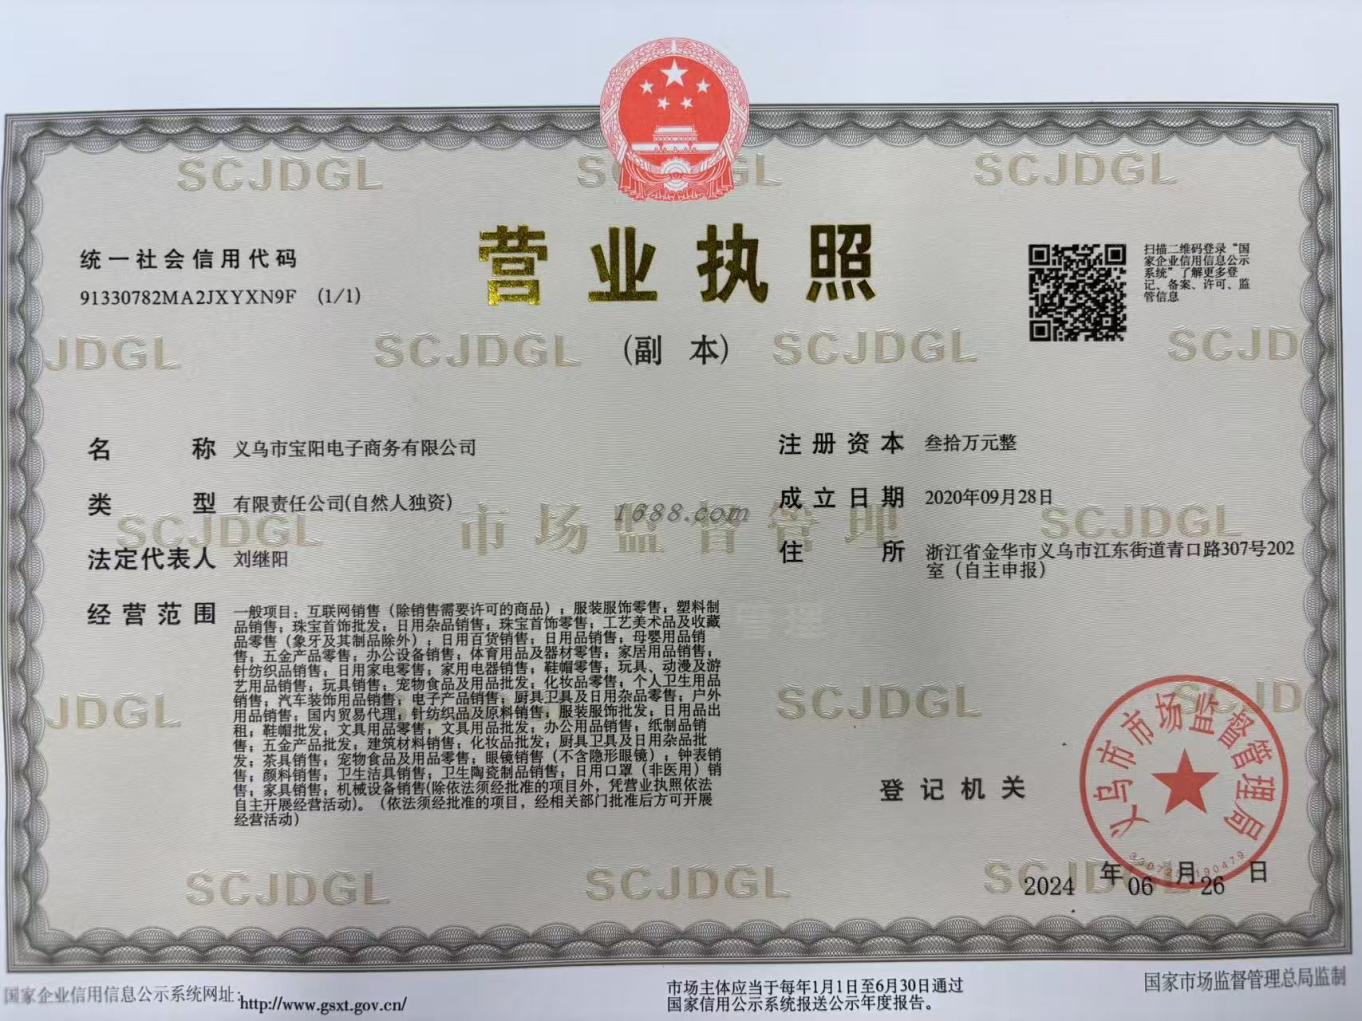 SCJDGL
SCJDGL
SCJDGL
营业执照
(副 本)
统一社会信用代码
91330782MA2JXYXN9F (1/1)
扫描二维码登录“国
家企业信用信息公示
系统”了解更多登
记、备案、许可、监
管信息
JDGL
SCJDGL
SCJDGL
SCJD
名 称 义乌市宝阳电子商务有限公司
类 型 有限责任公司(自然人独资)
法定代表人 刘继阳
经营范围 一般项目：互联网销售（除销售需要许可的商品）；服装服饰零售；塑料制
品销售；珠宝首饰批发；日用杂品销售；珠宝首饰零售；工艺美术品及收藏
品零售（象牙及其制品除外）；日用百货销售；日用品销售；母婴用品销
售；五金产品零售；办公设备销售；体育用品及器材零售；家居用品销售；
针纺织品销售；日用家电零售；家用电器销售；鞋帽零售；玩具、动漫及游
艺用品销售；玩具销售；宠物食品及用品批发；化妆品零售；个人卫生用品
销售；汽车装饰用品销售；电子产品销售；厨具卫具及日用杂品零售；户外
用品销售；国内贸易代理；针纺织品及原料销售；服装服饰批发；日用品出
租；鞋帽批发；文具用品零售；文具用品批发；办公用品销售；纸制品销
售；五金产品批发；建筑材料销售；化妆品批发；厨具卫具及日用杂品批
发；茶具销售；宠物食品及用品零售；眼镜销售（不含隐形眼镜）；钟表销
售；颜料销售；卫生洁具销售；卫生陶瓷制品销售；日用口罩（非医用）销
售；家具销售；机械设备销售(除依法须经批准的项目外，凭营业执照依法
自主开展经营活动)。（依法须经批准的项目，经相关部门批准后方可开展
经营活动）
注册资本 叁拾万元整
成立日期 2020年09月28日
住 所 浙江省金华市义乌市江东街道青口路307号202
室（自主申报）
SCJDGL
市场监督管理
1688.com
SCJDGL
管理
JDGL
SCJDGL
SCJD
登记机关
义乌市市场监督管理局
2024 年 06 月 26 日
SCJDGL
SCJDGL
SCJDGL
国家企业信用信息公示系统网址：http://www.gsxt.gov.cn/
市场主体应当于每年1月1日至6月30日通过
国家信用公示系统报送公示年度报告。
国家市场监督管理总局监制